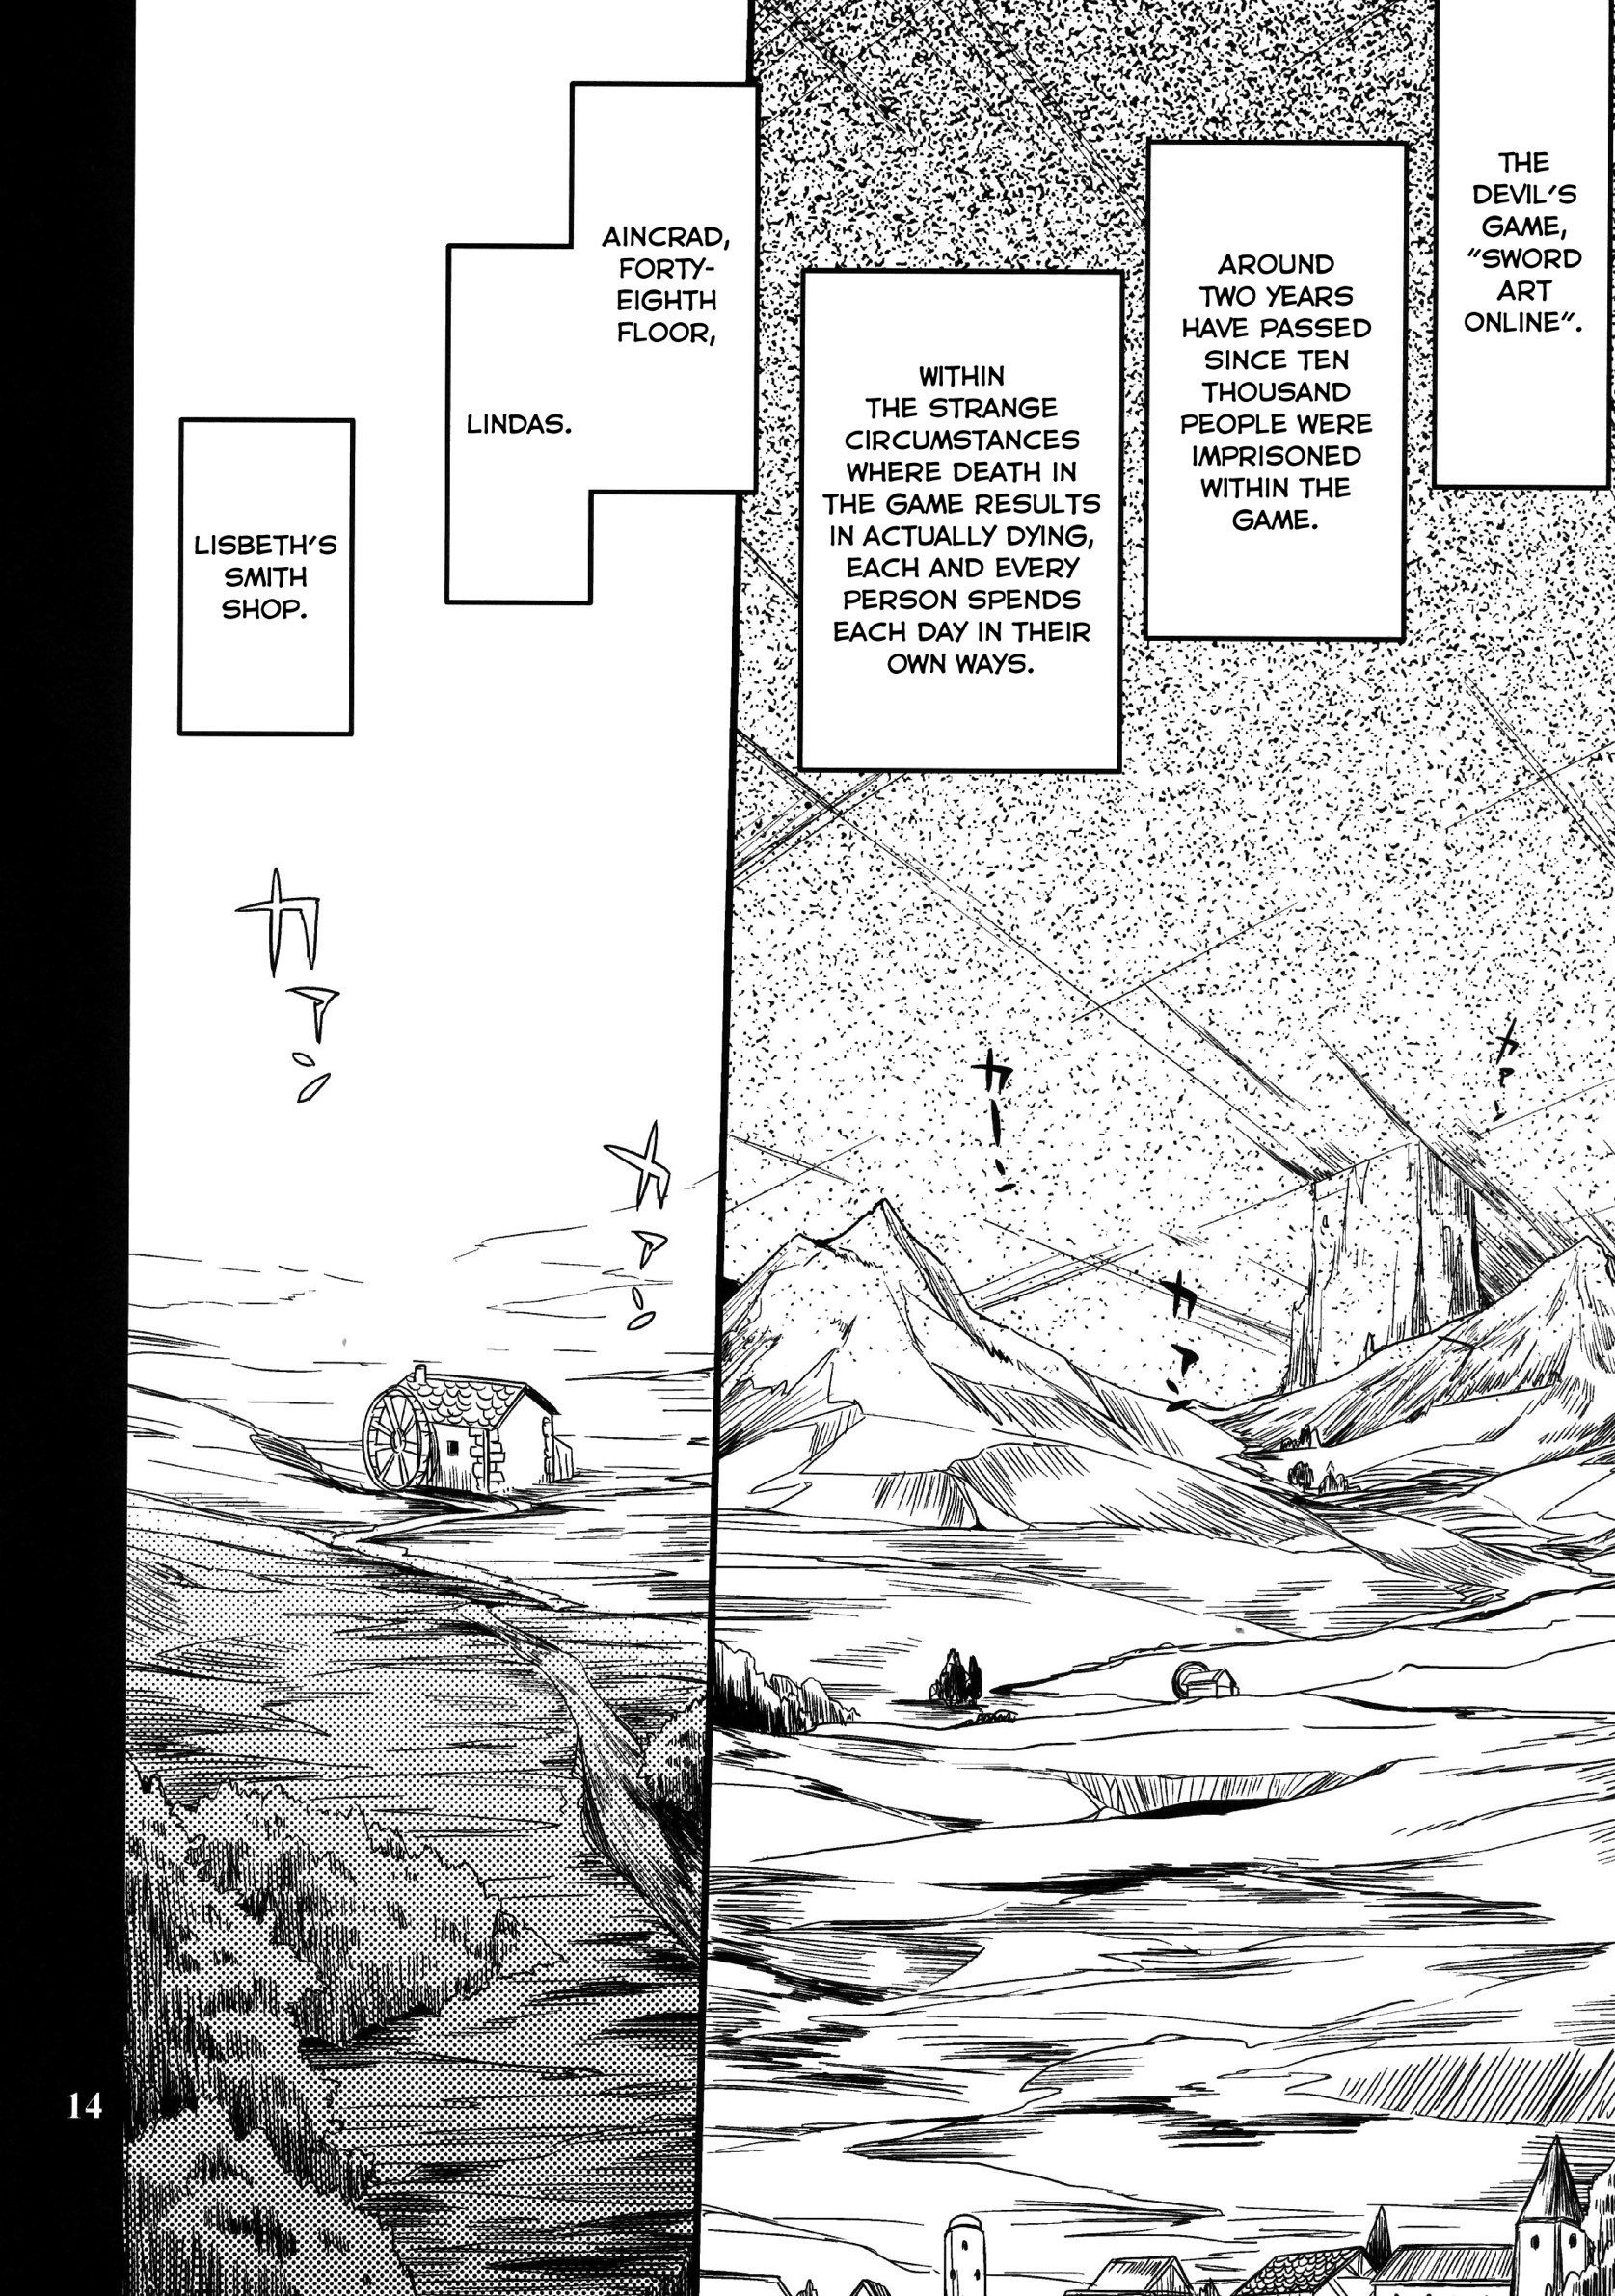 THE
DEVIL'S
GAME,
"SWORD
ART
ONLINE".
AROUND
TWO YEARS
HAVE PASSED
SINCE TEN
THOUSAND
PEOPLE WERE
IMPRISONED
WITHIN THE
GAME.
WITHIN
THE STRANGE
CIRCUMSTANCES
WHERE DEATH IN
THE GAME RESULTS
IN ACTUALLY DYING,
EACH AND EVERY
PERSON SPENDS
EACH DAY IN THEIR
OWN WAYS.
カァン
カーン
カァン
AINCRAD,
FORTY-
EIGHTH
FLOOR,
LINDAS.
LISBETH'S
SMITH
SHOP.
カァン
カァン
14